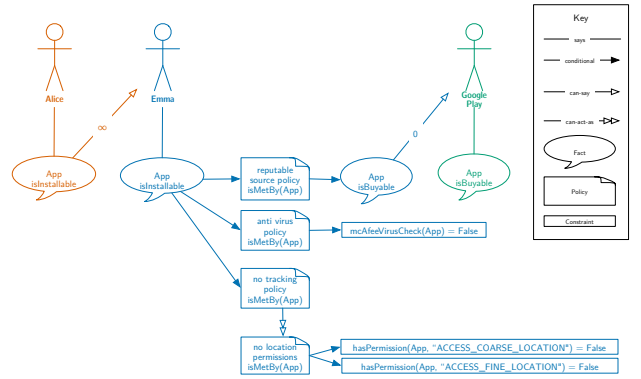 Alice
∞
App
isInstallable
Emma
App
isInstallable
reputable
source policy
isMetBy(App)
anti virus
policy
isMetBy(App)
no tracking
policy
isMetBy(App)
no location
permissions
isMetBy(App)
App
isBuyable
0
Google
Play
App
isBuyable
mcAfeeVirusCheck(App) = False
hasPermission(App, "ACCESS_COARSE_LOCATION") = False
hasPermission(App, "ACCESS_FINE_LOCATION") = False
Key
says
conditional
can-say
can-act-as
Fact
Policy
Constraint